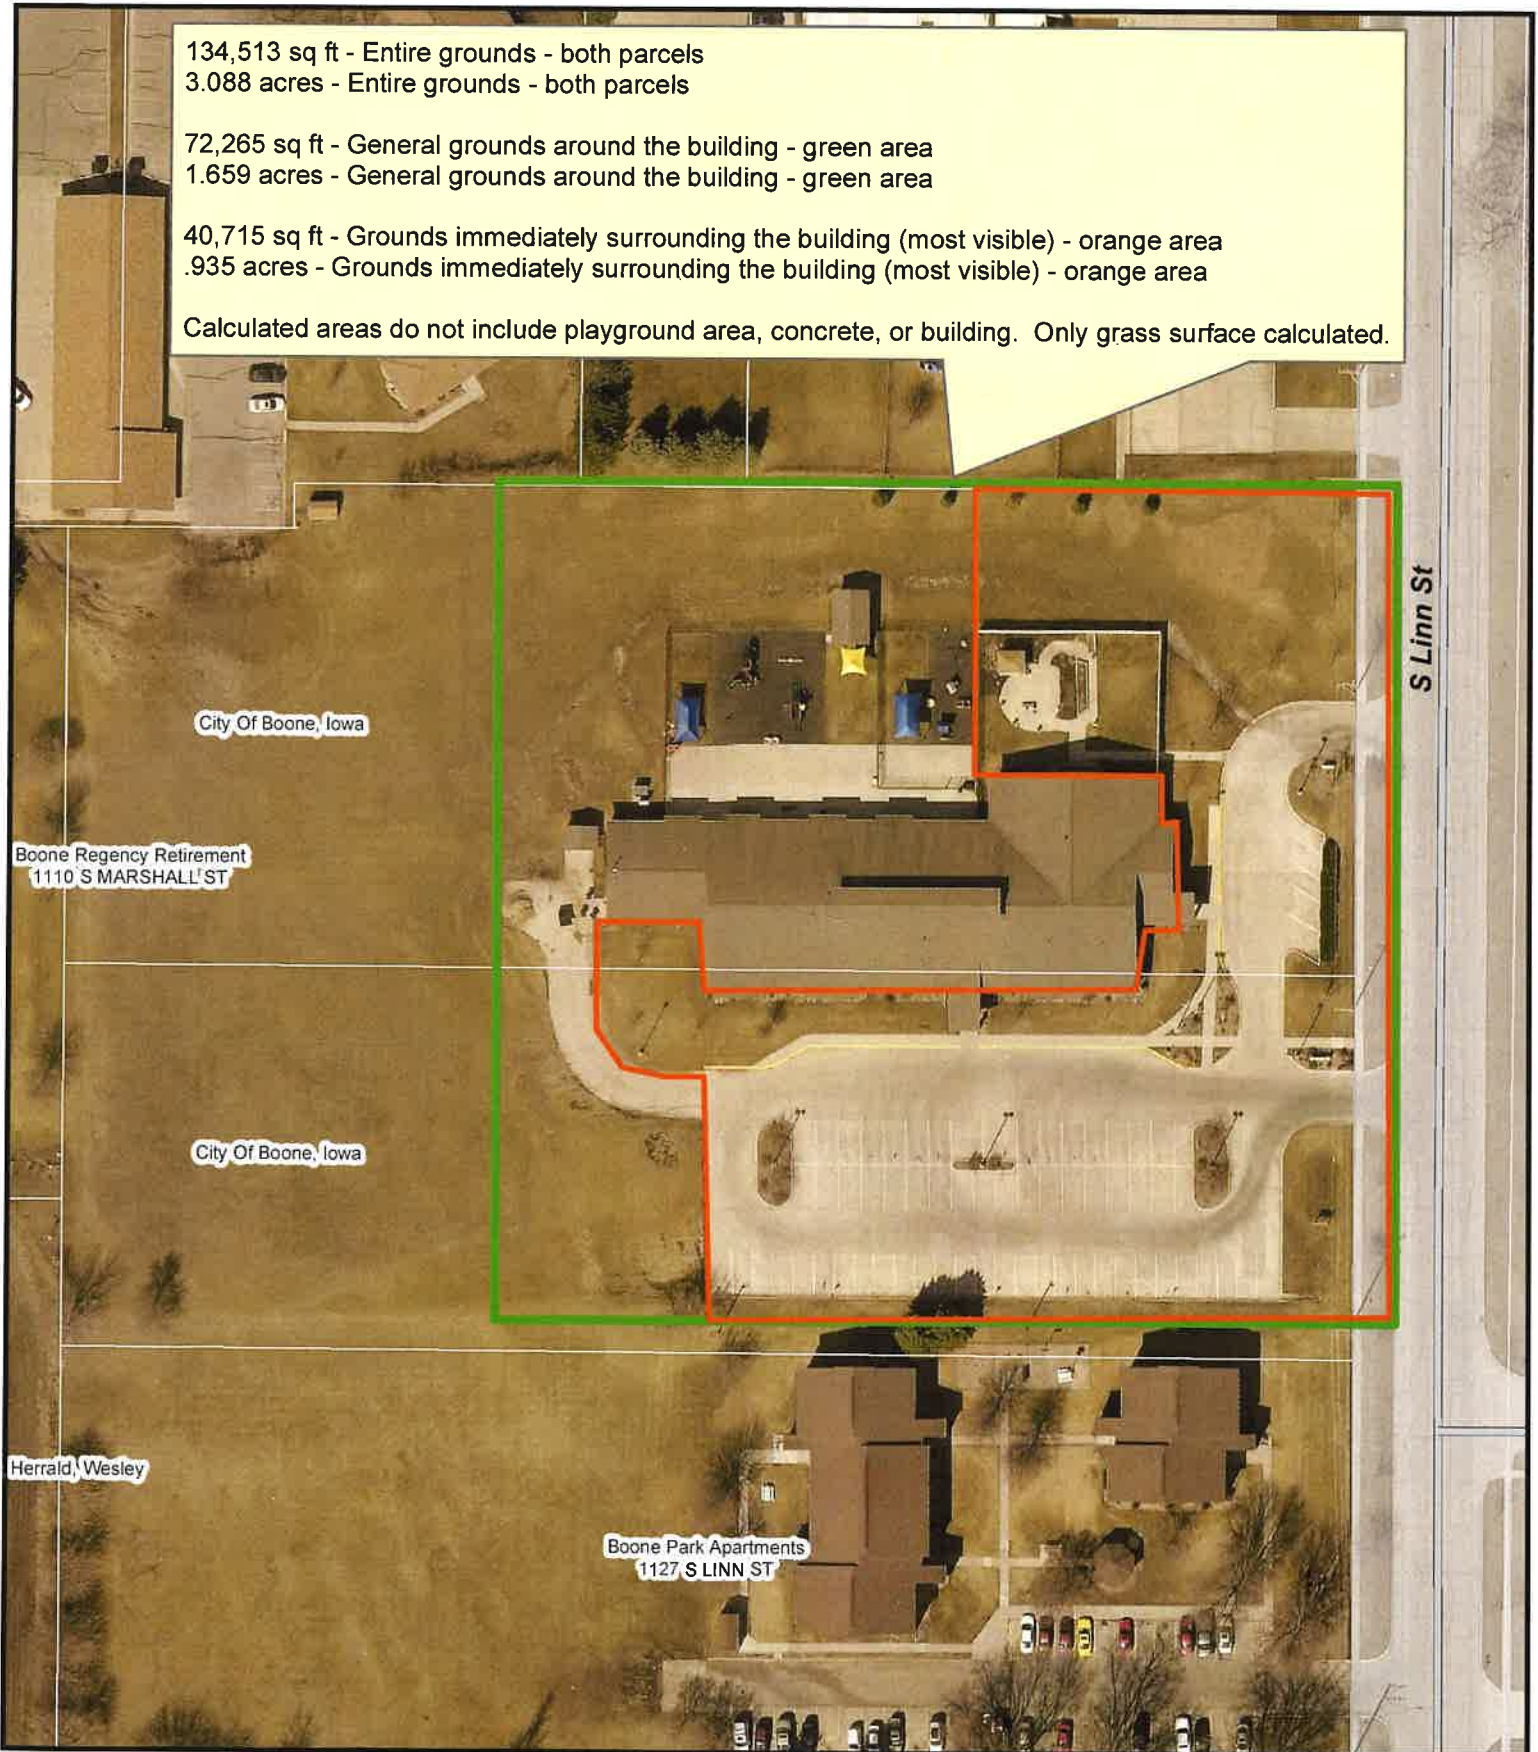 134,513 sq ft - Entire grounds - both parcels
3.088 acres - Entire grounds - both parcels
72,265 sq ft - General grounds around the building - green area
1.659 acres - General grounds around the building - green area
40,715 sq ft - Grounds immediately surrounding the building (most visible) - orange area
.935 acres - Grounds immediately surrounding the building (most visible) - orange area
Calculated areas do not include playground area, concrete, or building. Only grass surface calculated.
S Linn St
City Of Boone, Iowa
Boone Regency Retirement
1110 S MARSHALL ST
City Of Boone, Iowa
Herrald, Wesley
Boone Park Apartments
1127 S LINN ST